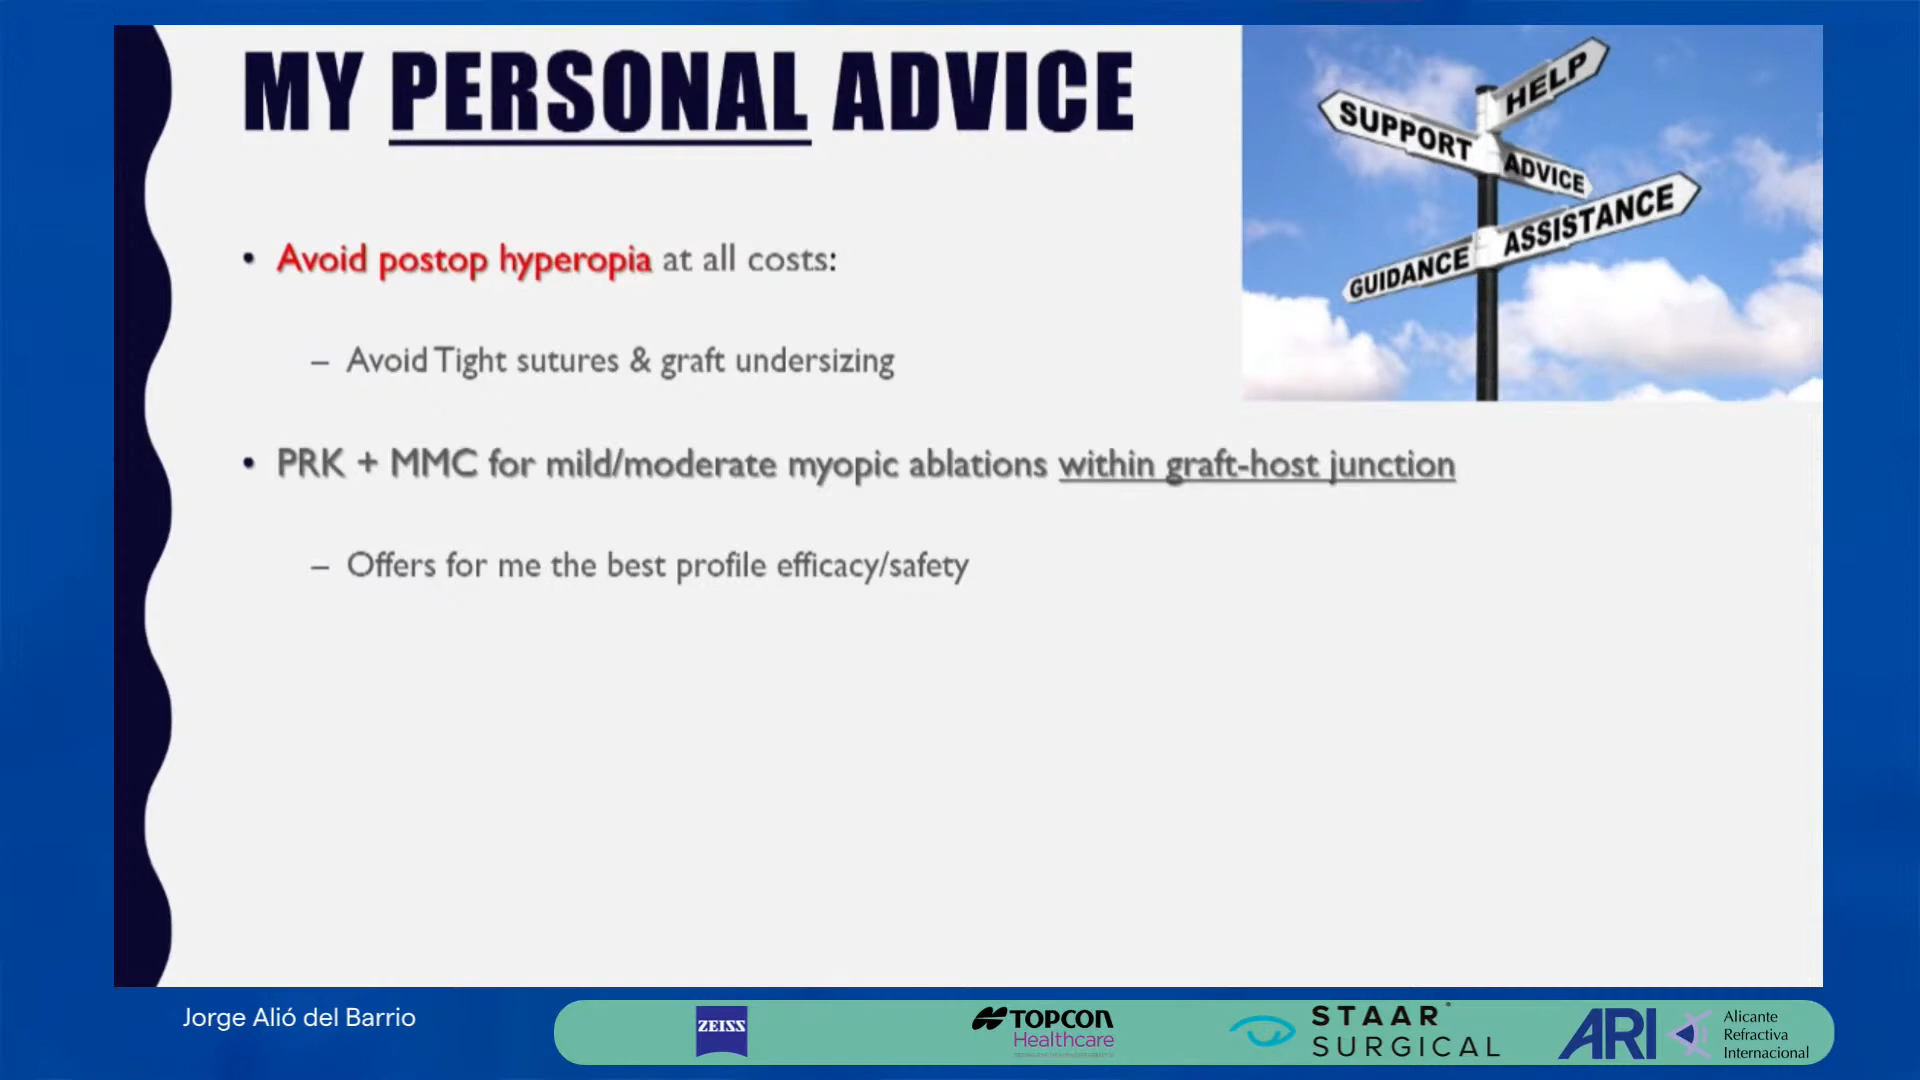 MY PERSONAL ADVICE
HELP
SUPPORT
ADVICE
ASSISTANCE
GUIDANCE
• Avoid postop hyperopia at all costs:
– Avoid Tight sutures & graft undersizing
• PRK + MMC for mild/moderate myopic ablations within graft-host junction
– Offers for me the best profile efficacy/safety
Jorge Alió del Barrio
ZEISS
TOPCON
Healthcare
STAAR
SURGICAL
ARI
Alicante
Refractiva
Internacional